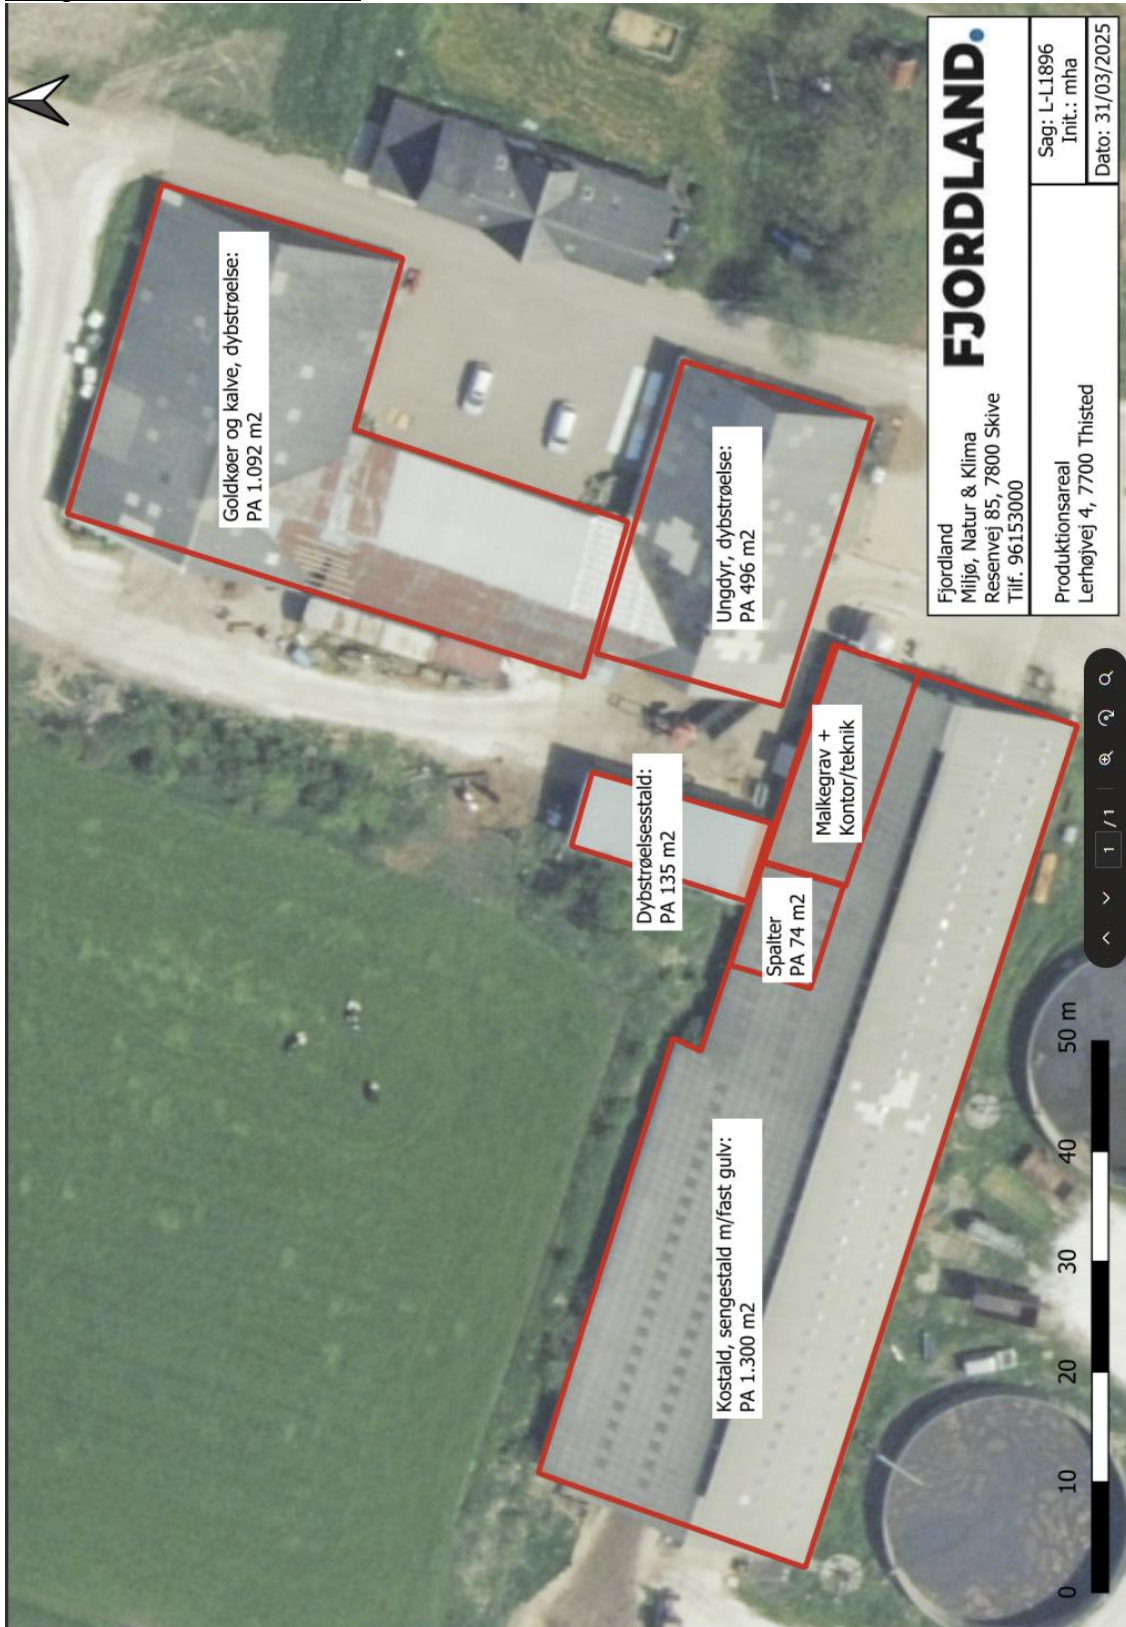 Goldkøer og kalve, dybstrøelse:
PA 1.092 m2
Ungdyr, dybstrøelse:
PA 496 m2
Dybstrøelsesstald:
PA 135 m2
Malkegrav +
Kontor/teknik
Spalter
PA 74 m2
Kostald, sengestald m/fast gulv:
PA 1.300 m2
0 10 20 30 40 50 m
Fjordland
Miljø, Natur & Klima
Resenvej 85, 7800 Skive
Tlf. 96153000
FJORDLAND.
Produktionsareal
Lerhøjvej 4, 7700 Thisted
Sag: L-L1896
Init.: mha
Dato: 31/03/2025
1 / 1